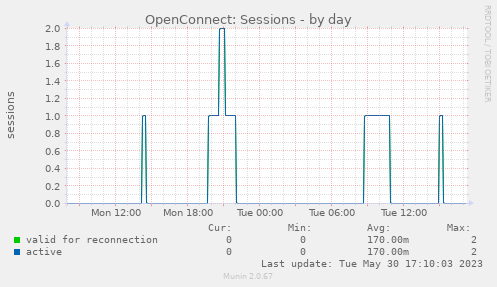 OpenConnect: Sessions - by day
RRDTOOL / TOBI OETIKER
sessions
2.0
1.8
1.6
1.4
1.2
1.0
0.8
0.6
0.4
0.2
0.0
Mon 12:00 Mon 18:00 Tue 00:00 Tue 06:00 Tue 12:00
Cur: Min: Avg: Max:
valid for reconnection 0 0 170.00m 2
active 0 0 170.00m 2
Last update: Tue May 30 17:10:03 2023
Munin 2.0.67